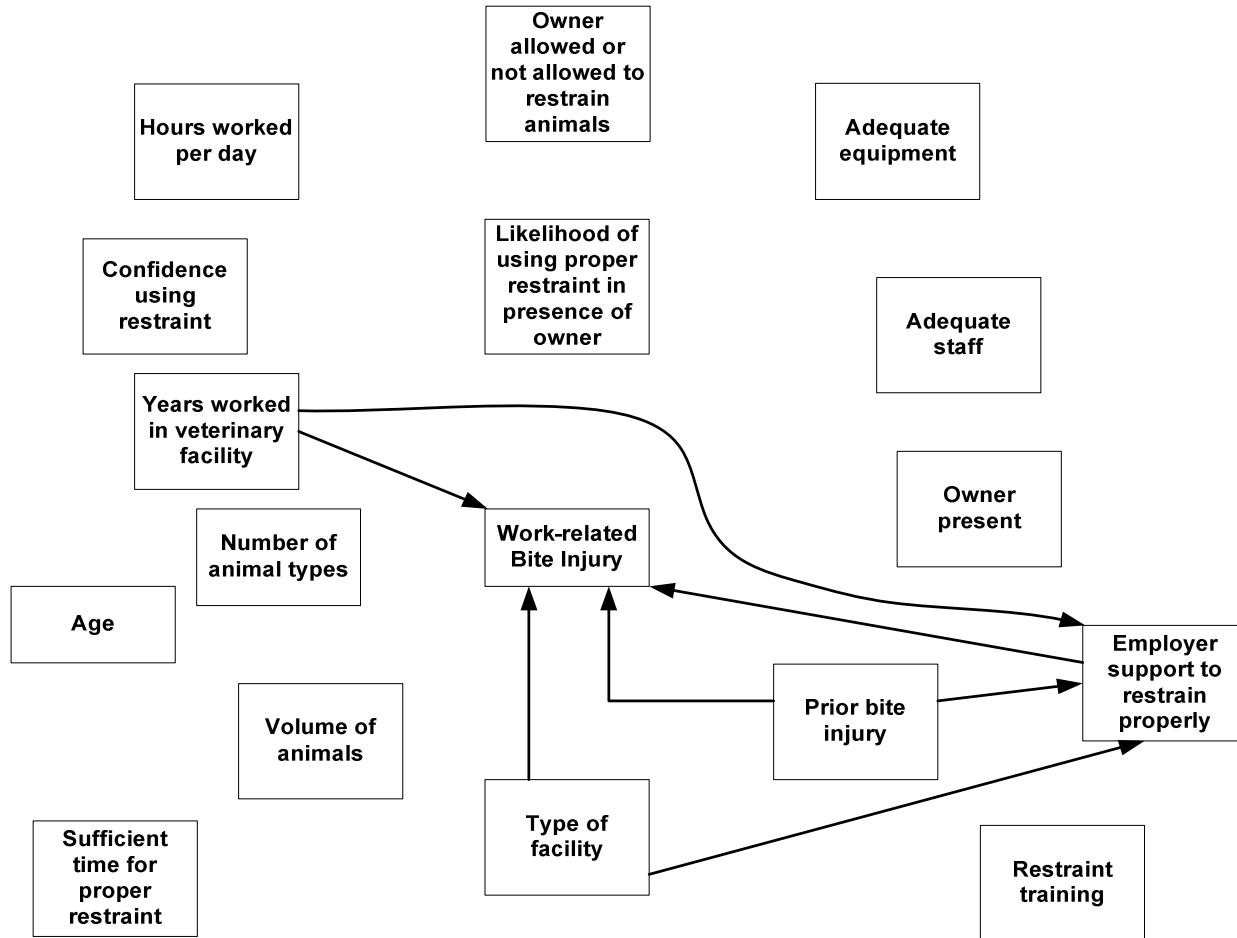 Owner
allowed or
not allowed to
restrain
animals
Hours worked
per day
Adequate
equipment
Likelihood of
using proper
restraint in
presence of
owner
Confidence
using
restraint
Adequate
staff
Years worked
in veterinary
facility
Owner
present
Number of
animal types
Work-related
Bite Injury
Age
Employer
support to
restrain
properly
Prior bite
injury
Volume of
animals
Type of
facility
Sufficient
time for
proper
restraint
Restraint
training